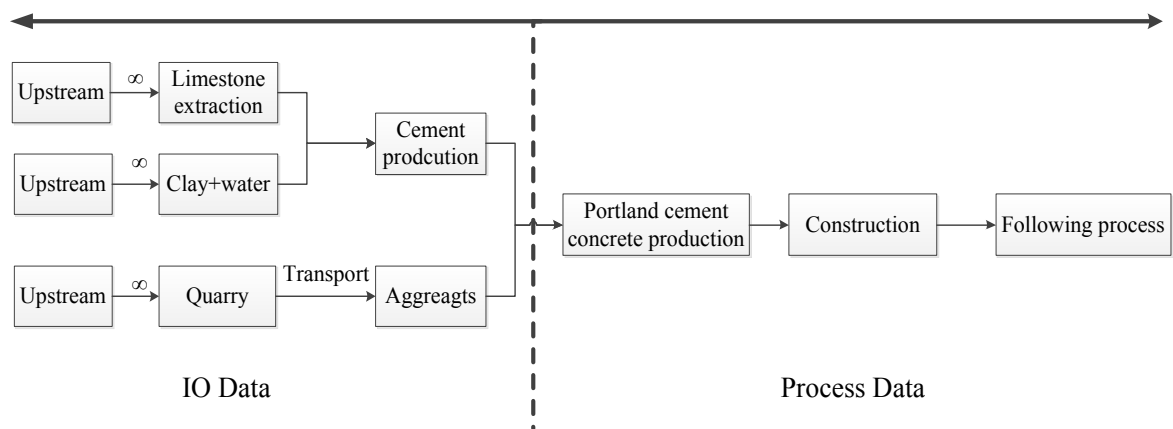 Upstream
∞
Limestone
extraction
Upstream
∞
Clay+water
Cement
prodcution
Upstream
∞
Quarry
Transport
Aggreagts
Portland cement
concrete production
Construction
Following process
IO Data
Process Data